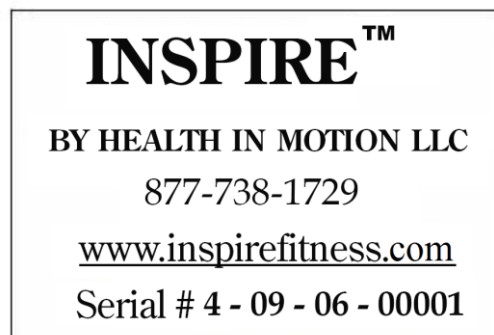 INSPIRE™
BY HEALTH IN MOTION LLC
877-738-1729
www.inspirefitness.com
Serial # 4 - 09 - 06 - 00001